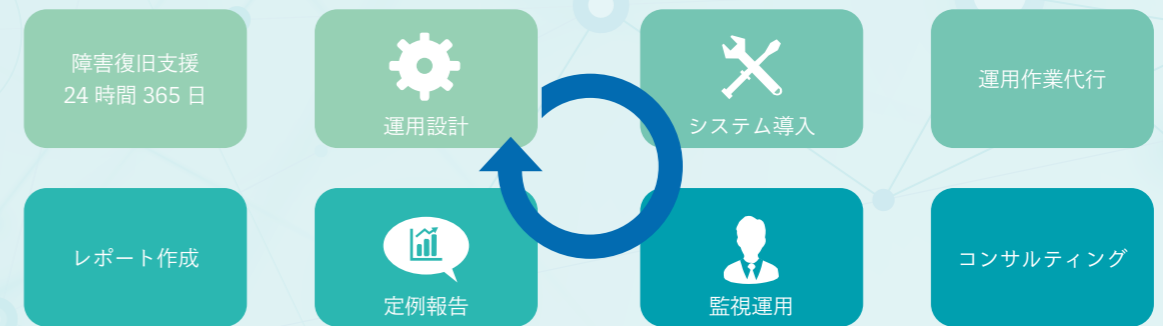 障害復旧支援
24 時間 365 日
運用設計
システム導入
運用作業代行
レポート作成
定例報告
監視運用
コンサルティング